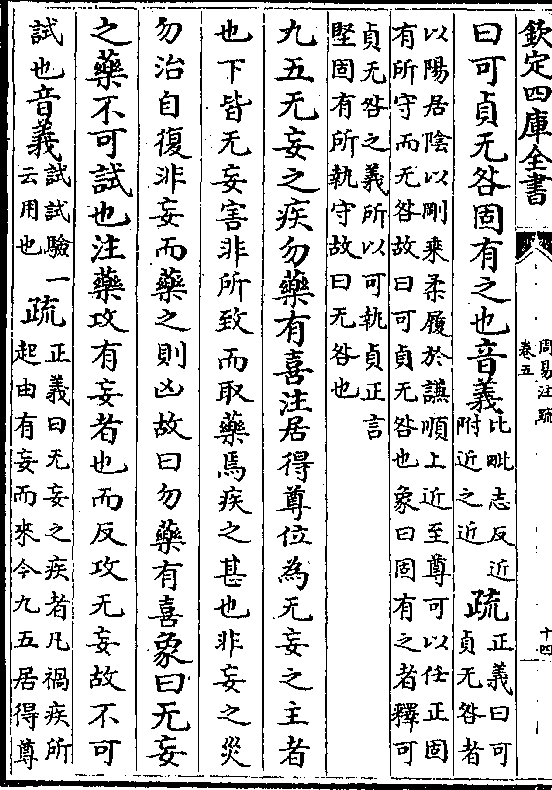 欽定四庫全書
周易注疏
卷五
十四
曰可貞无咎固有之也音義比毗志反近
附近之近疏正義曰可
貞无咎者
以陽居陰以剛乘柔履於謙順上近至尊可以任正固
有所守而无咎故曰可貞无咎也象曰固有之者釋可
貞无咎之義所以可執貞正言
堅固有所執守故曰无咎也
九五无妄之疾勿藥有喜注居得尊位為无妄之主者
也下皆无妄害非所致而取藥焉疾之甚也非妄之災
勿治自復非妄而藥之則凶故曰勿藥有喜象曰无妄
之藥不可試也注藥攻有妄者也而反攻无妄故不可
試也音義試試驗一
云用也疏正義曰无妄之疾者凡禍疾所
起由有妄而來今九五居得尊